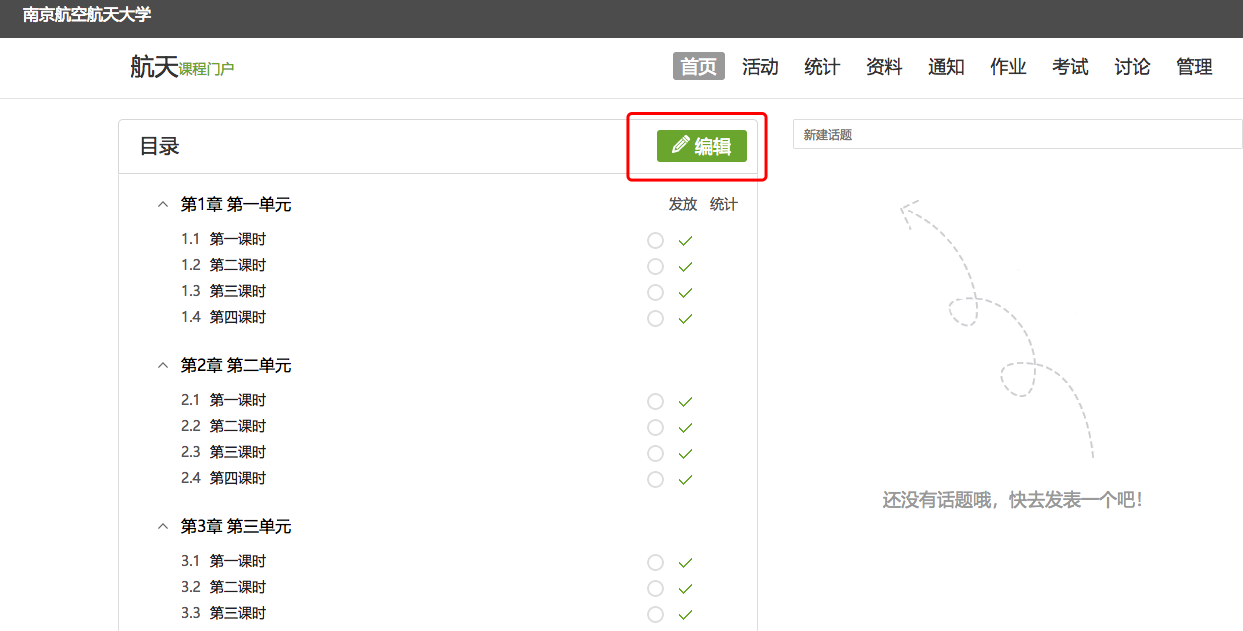 南京航空航天大学
航天课程门户 首页 活动 统计 资料 通知 作业 考试 讨论 管理
目录 编辑
新建话题
第1章 第一单元 发放 统计
1.1 第一课时
1.2 第二课时
1.3 第三课时
1.4 第四课时
第2章 第二单元
2.1 第一课时
2.2 第二课时
2.3 第三课时
2.4 第四课时
还没有话题哦，快去发表一个吧！
第3章 第三单元
3.1 第一课时
3.2 第二课时
3.3 第三课时